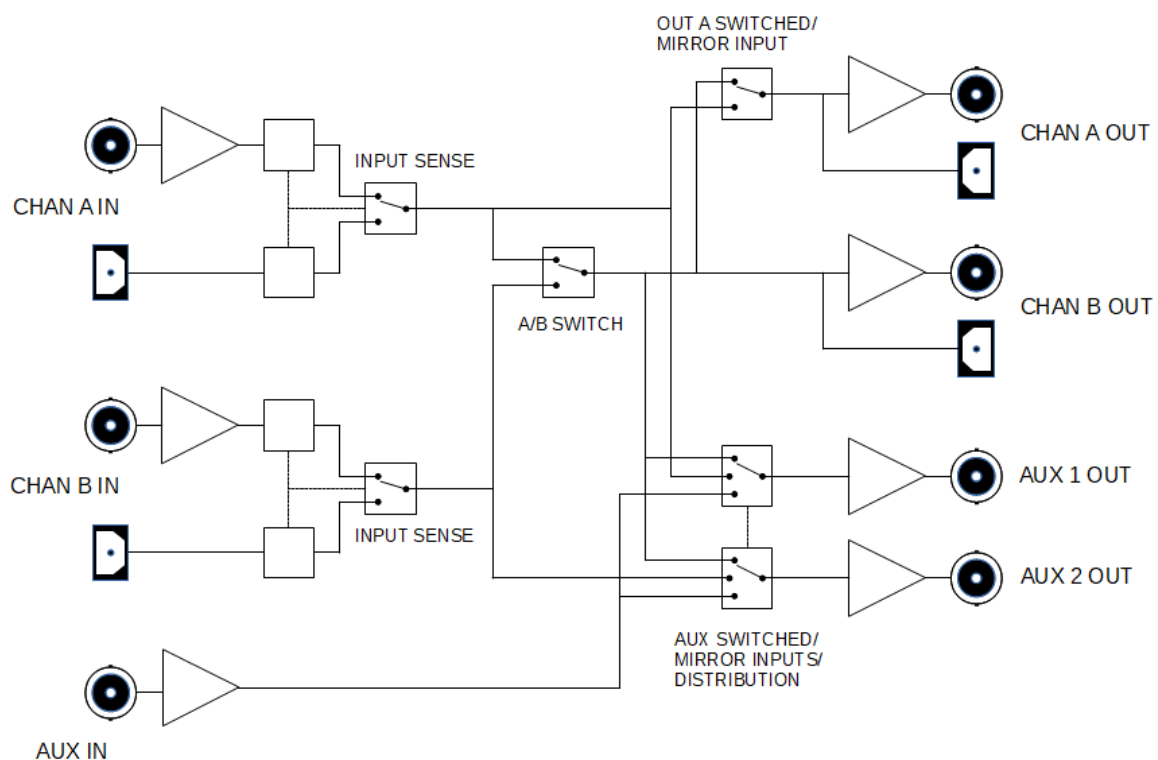 OUT A SWITCHED/
MIRROR INPUT
CHAN A OUT
INPUT SENSE
CHAN A IN
CHAN B OUT
A/B SWITCH
AUX 1 OUT
CHAN B IN
INPUT SENSE
AUX 2 OUT
AUX SWITCHED/
MIRROR INPUTS/
DISTRIBUTION
AUX IN